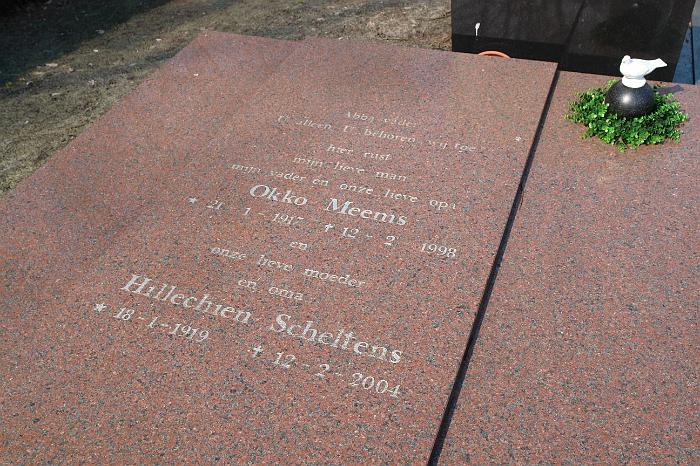 Abba vader
U alleen, U behoren wij toe
hier rust
mijn lieve man
mijn vader en onze lieve opa
Okko Meems
* 21-1-1917 † 12-2 1998
en
onze lieve moeder
en oma
Hillechien Scheltens
* 18-1-1919 † 12-2-2004